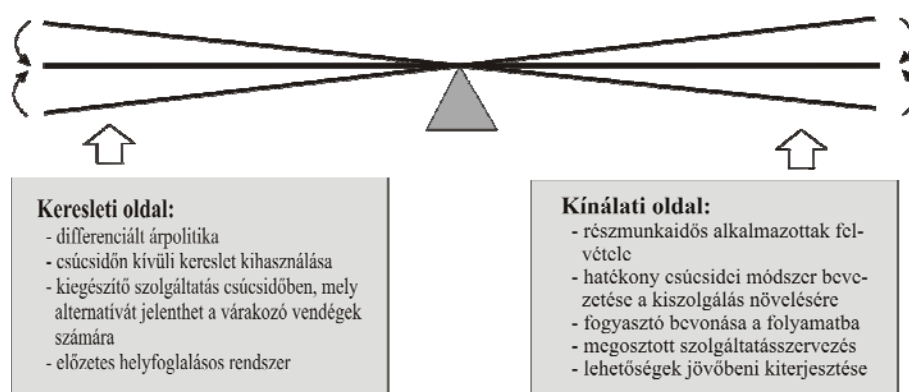 Keresleti oldal:
- differenciált árpolitika
- csúcsidőn kívüli kereslet kihasználása
- kiegészítő szolgáltatás csúcsidőben, mely
alternatívát jelenthet a várakozó vendégek
számára
- előzetes helyfoglalásos rendszer
Kínálati oldal:
- részmunkaidős alkalmazottak fel-
vétele
- hatékony csúcsidei módszer beve-
zetése a kiszolgálás növelésére
- fogyasztó bevonása a folyamatba
- megosztott szolgáltatásszervezés
- lehetőségek jövőbeni kiterjesztése